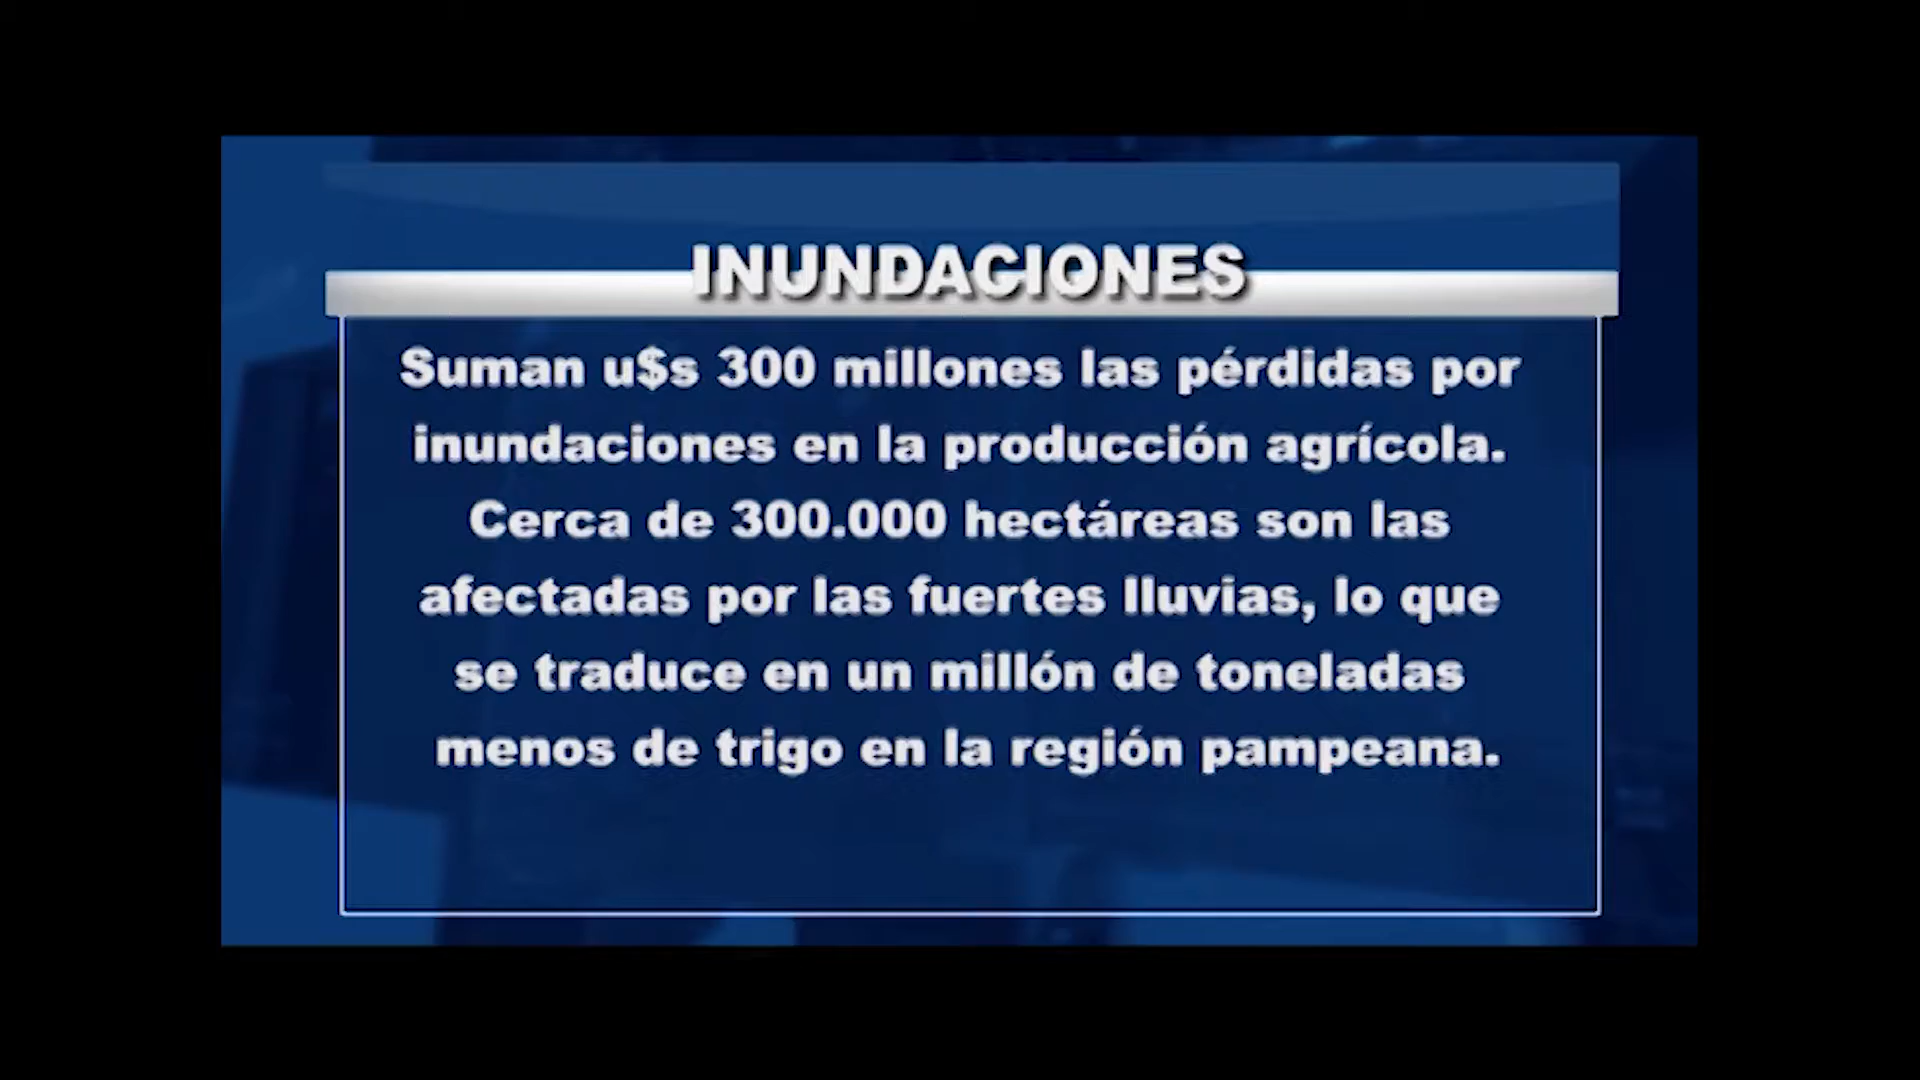 INUNDACIONES
Suman u$s 300 millones las pérdidas por
inundaciones en la producción agrícola.
Cerca de 300.000 hectáreas son las
afectadas por las fuertes lluvias, lo que
se traduce en un millón de toneladas
menos de trigo en la región pampeana.